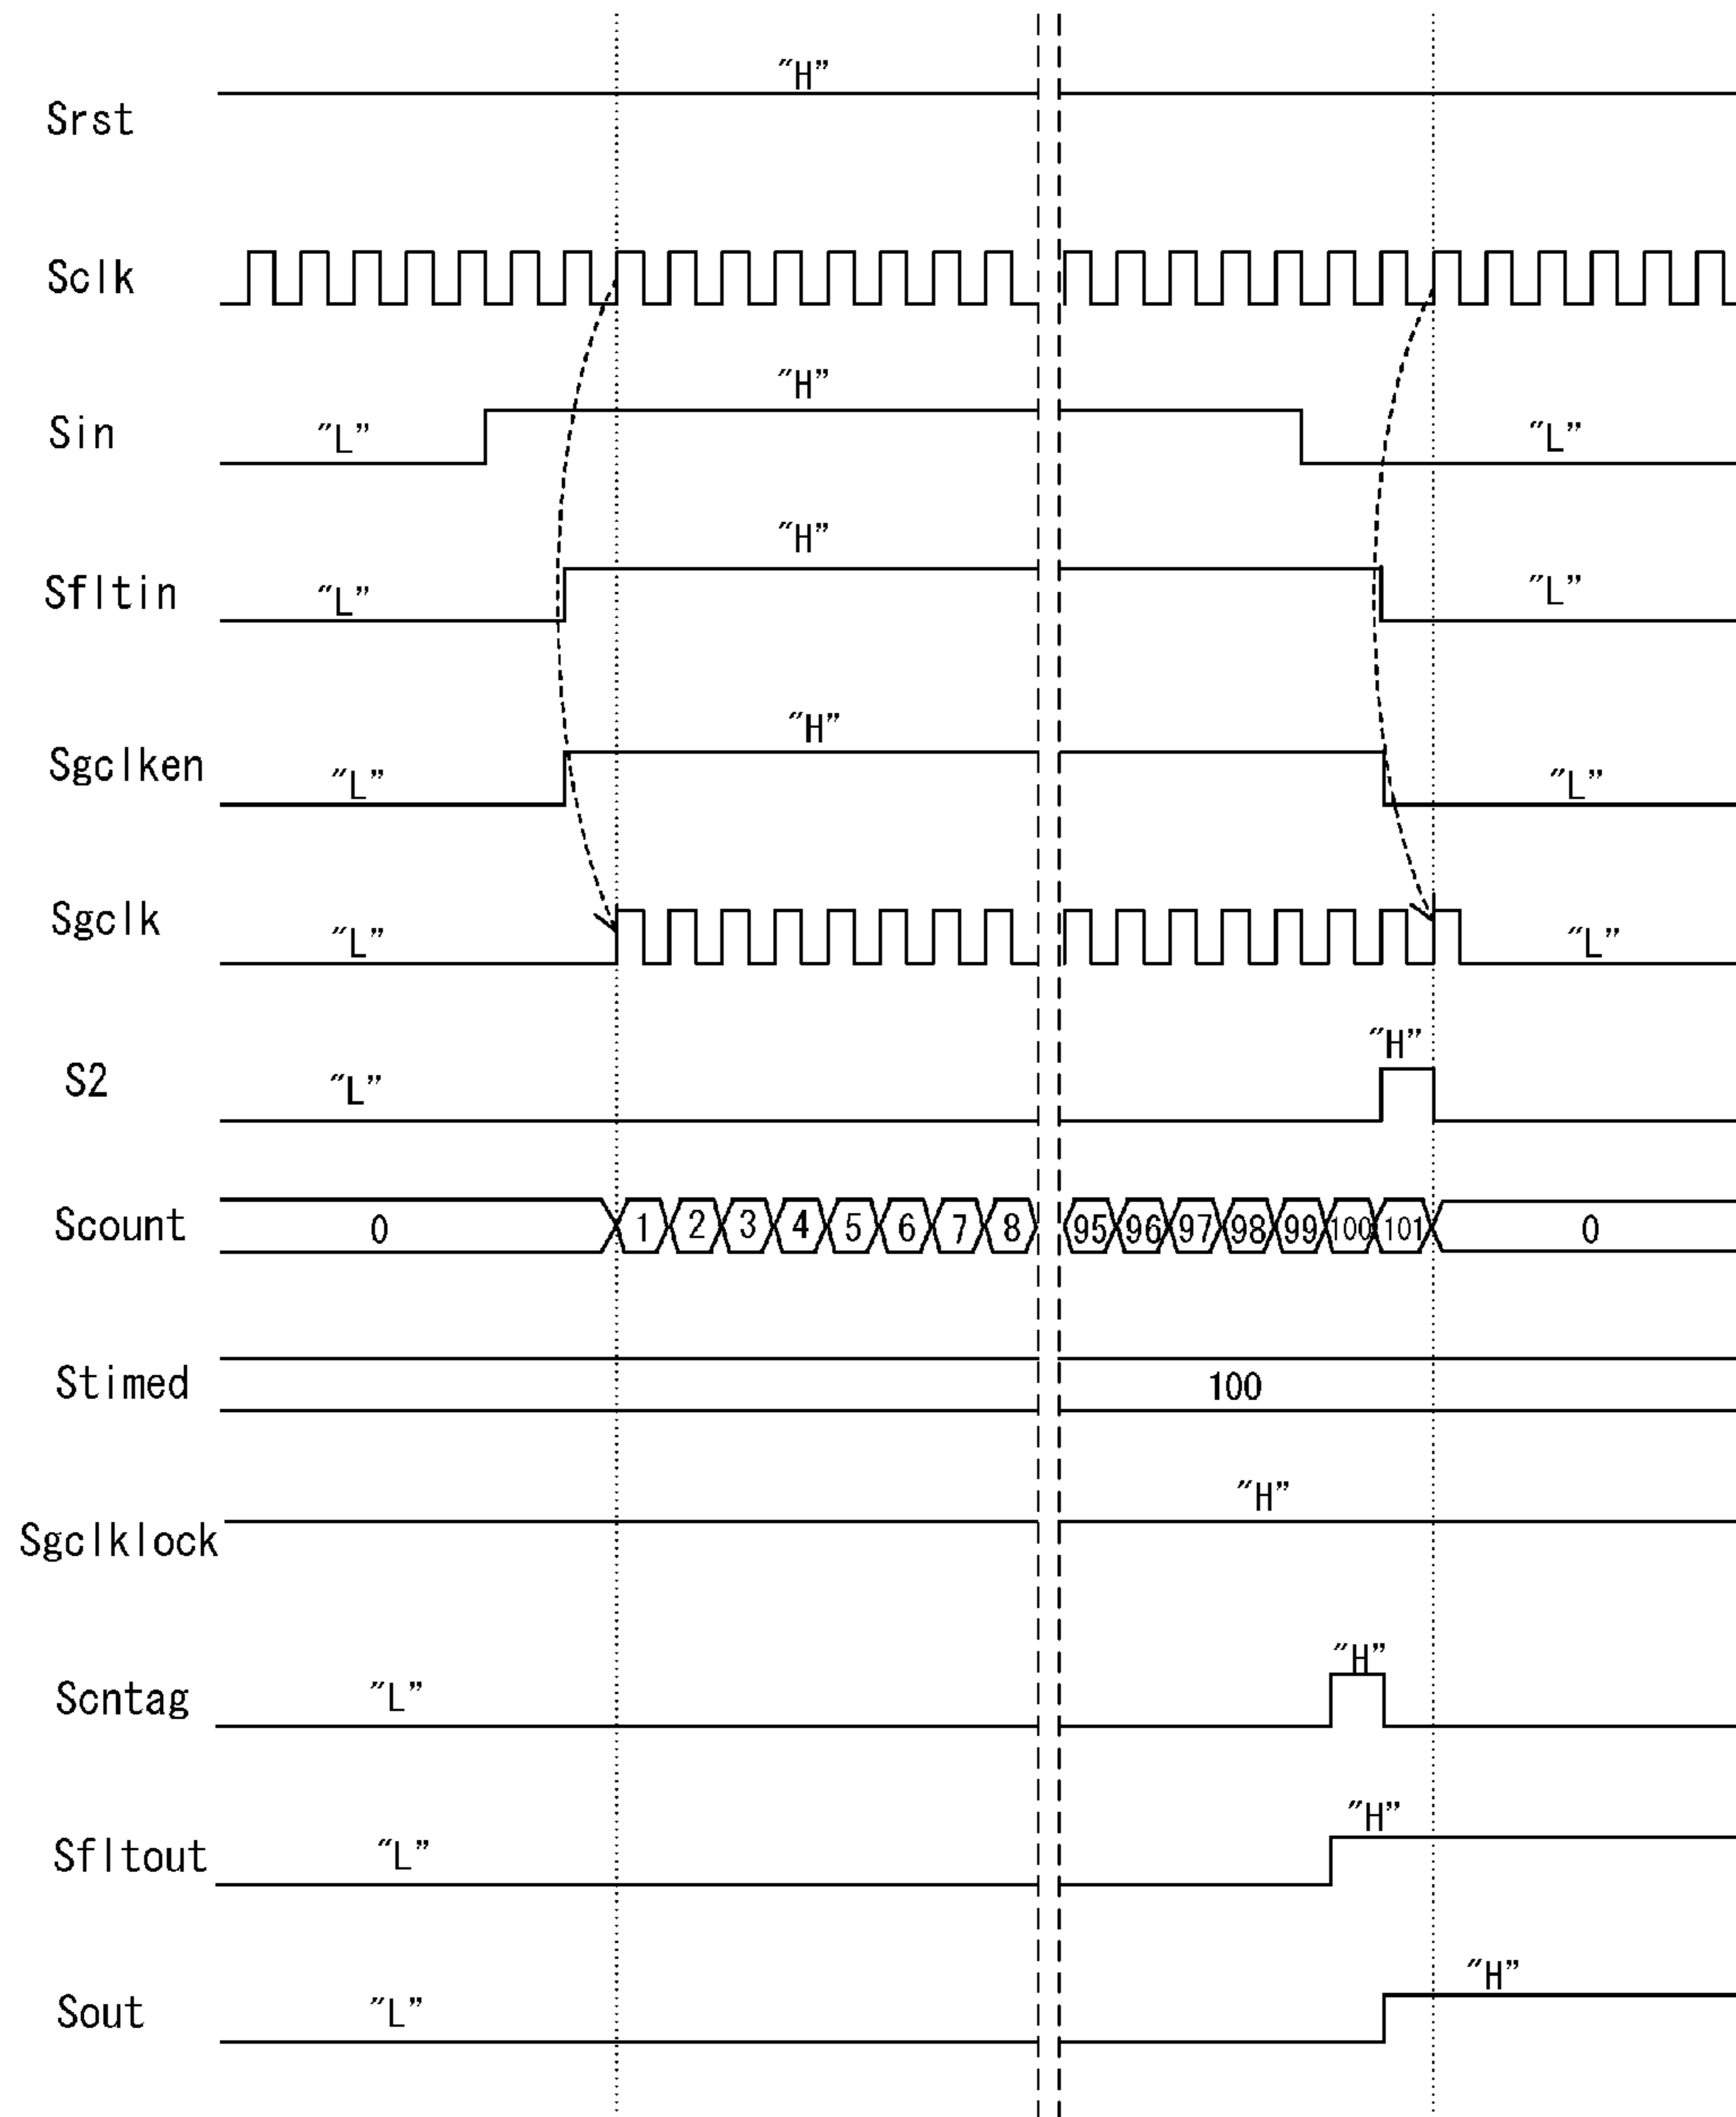 Srst "H"
Sclk
Sin "L" "H" "L"
Sfltin "L" "H" "L"
Sgclken "L" "H" "L"
Sgclk "L" "L"
S2 "L" "H"
Scount 0 1 2 3 4 5 6 7 8 95 96 97 98 99 100 101 0
Stimed 100
Sgclklock "H"
Scntag "L" "H"
Sfltout "L" "H"
Sout "L" "H"